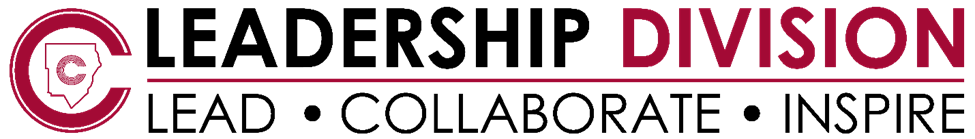 C
LEADERSHIP DIVISION
LEAD • COLLABORATE • INSPIRE